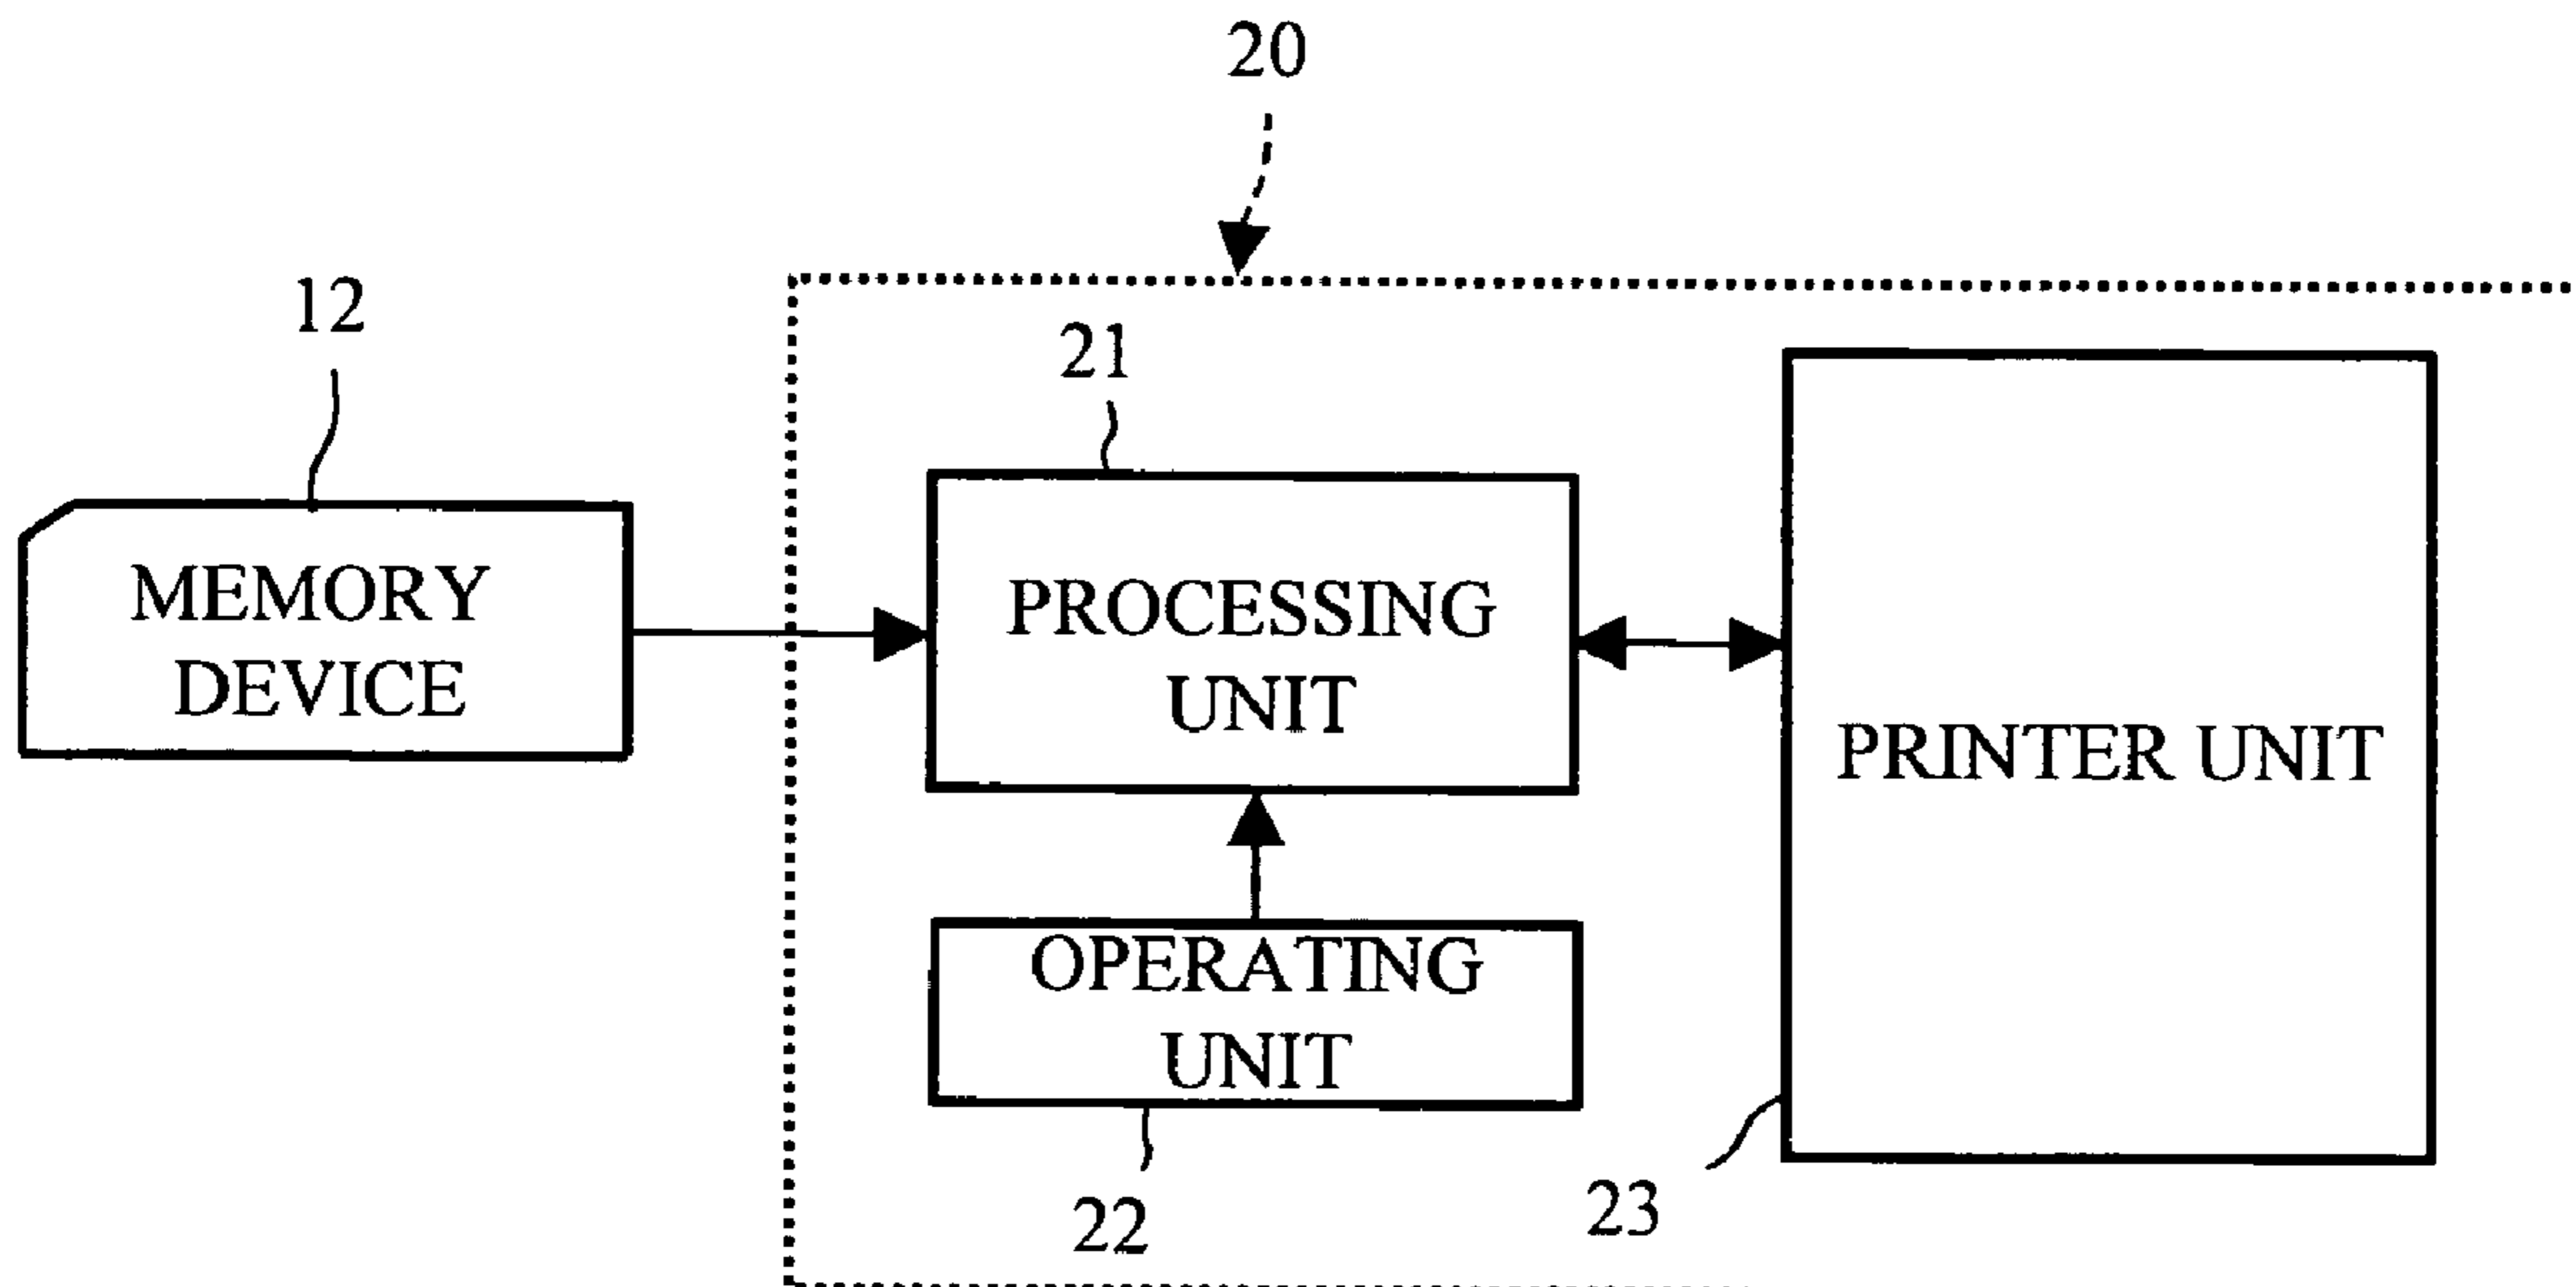 20
12
21
MEMORY
DEVICE
PROCESSING
UNIT
PRINTER UNIT
OPERATING
UNIT
22
23